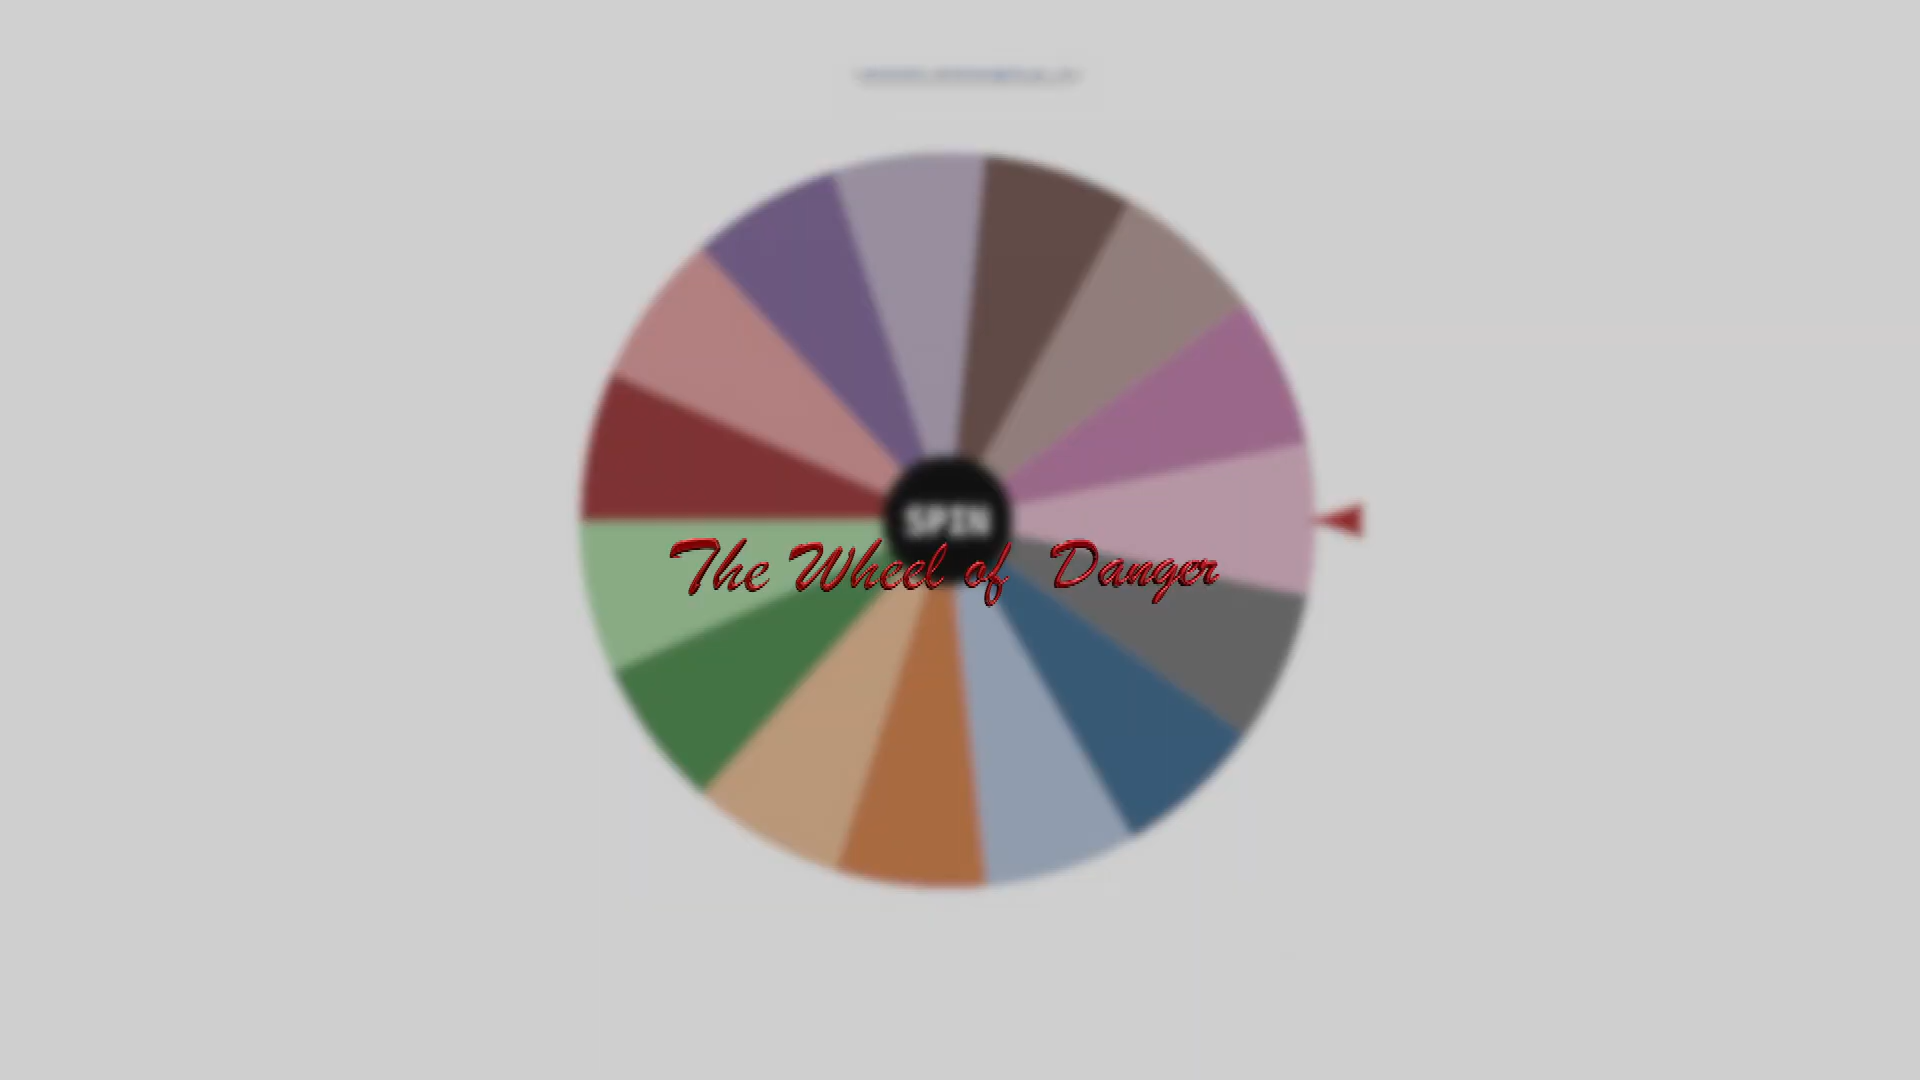 SPIN
The Wheel of Danger